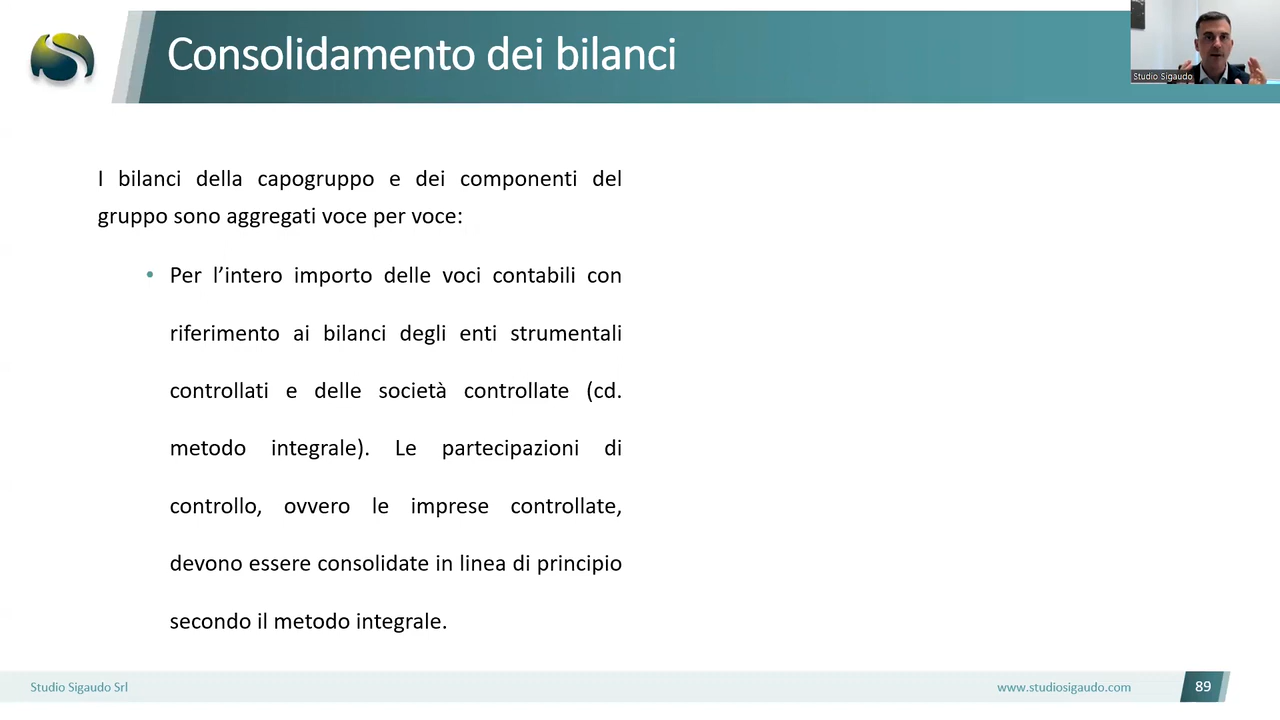 Consolidamento dei bilanci
Studio Sigaudo
I bilanci della capogruppo e dei componenti del
gruppo sono aggregati voce per voce:
• Per l’intero importo delle voci contabili con
riferimento ai bilanci degli enti strumentali
controllati e delle società controllate (cd.
metodo integrale). Le partecipazioni di
controllo, ovvero le imprese controllate,
devono essere consolidate in linea di principio
secondo il metodo integrale.
Studio Sigaudo Srl
www.studiosigaudo.com
89